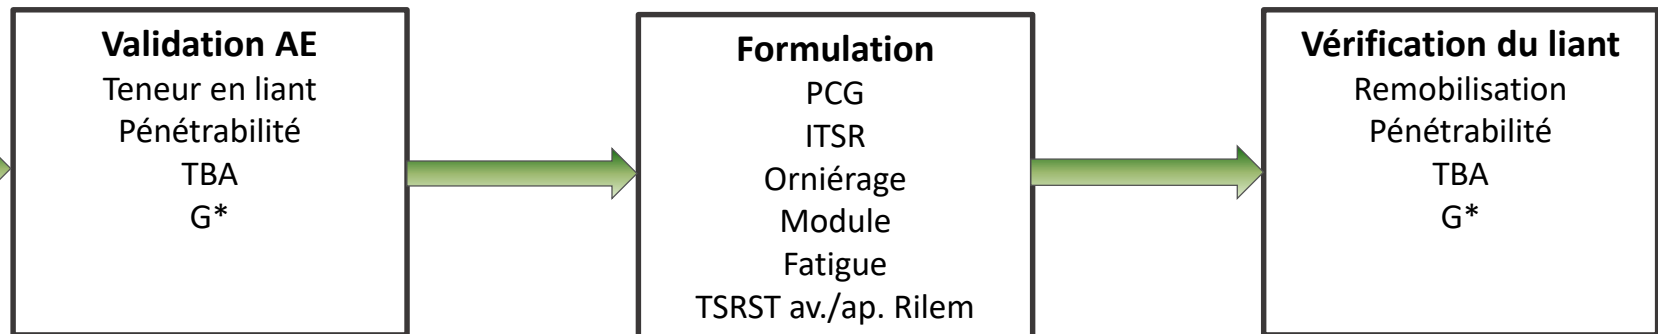 Validation AE
Teneur en liant
Pénétrabilité
TBA
G*
Formulation
PCG
ITSR
Orniérage
Module
Fatigue
TSRST av./ap. Rilem
Vérification du liant
Remobilisation
Pénétrabilité
TBA
G*